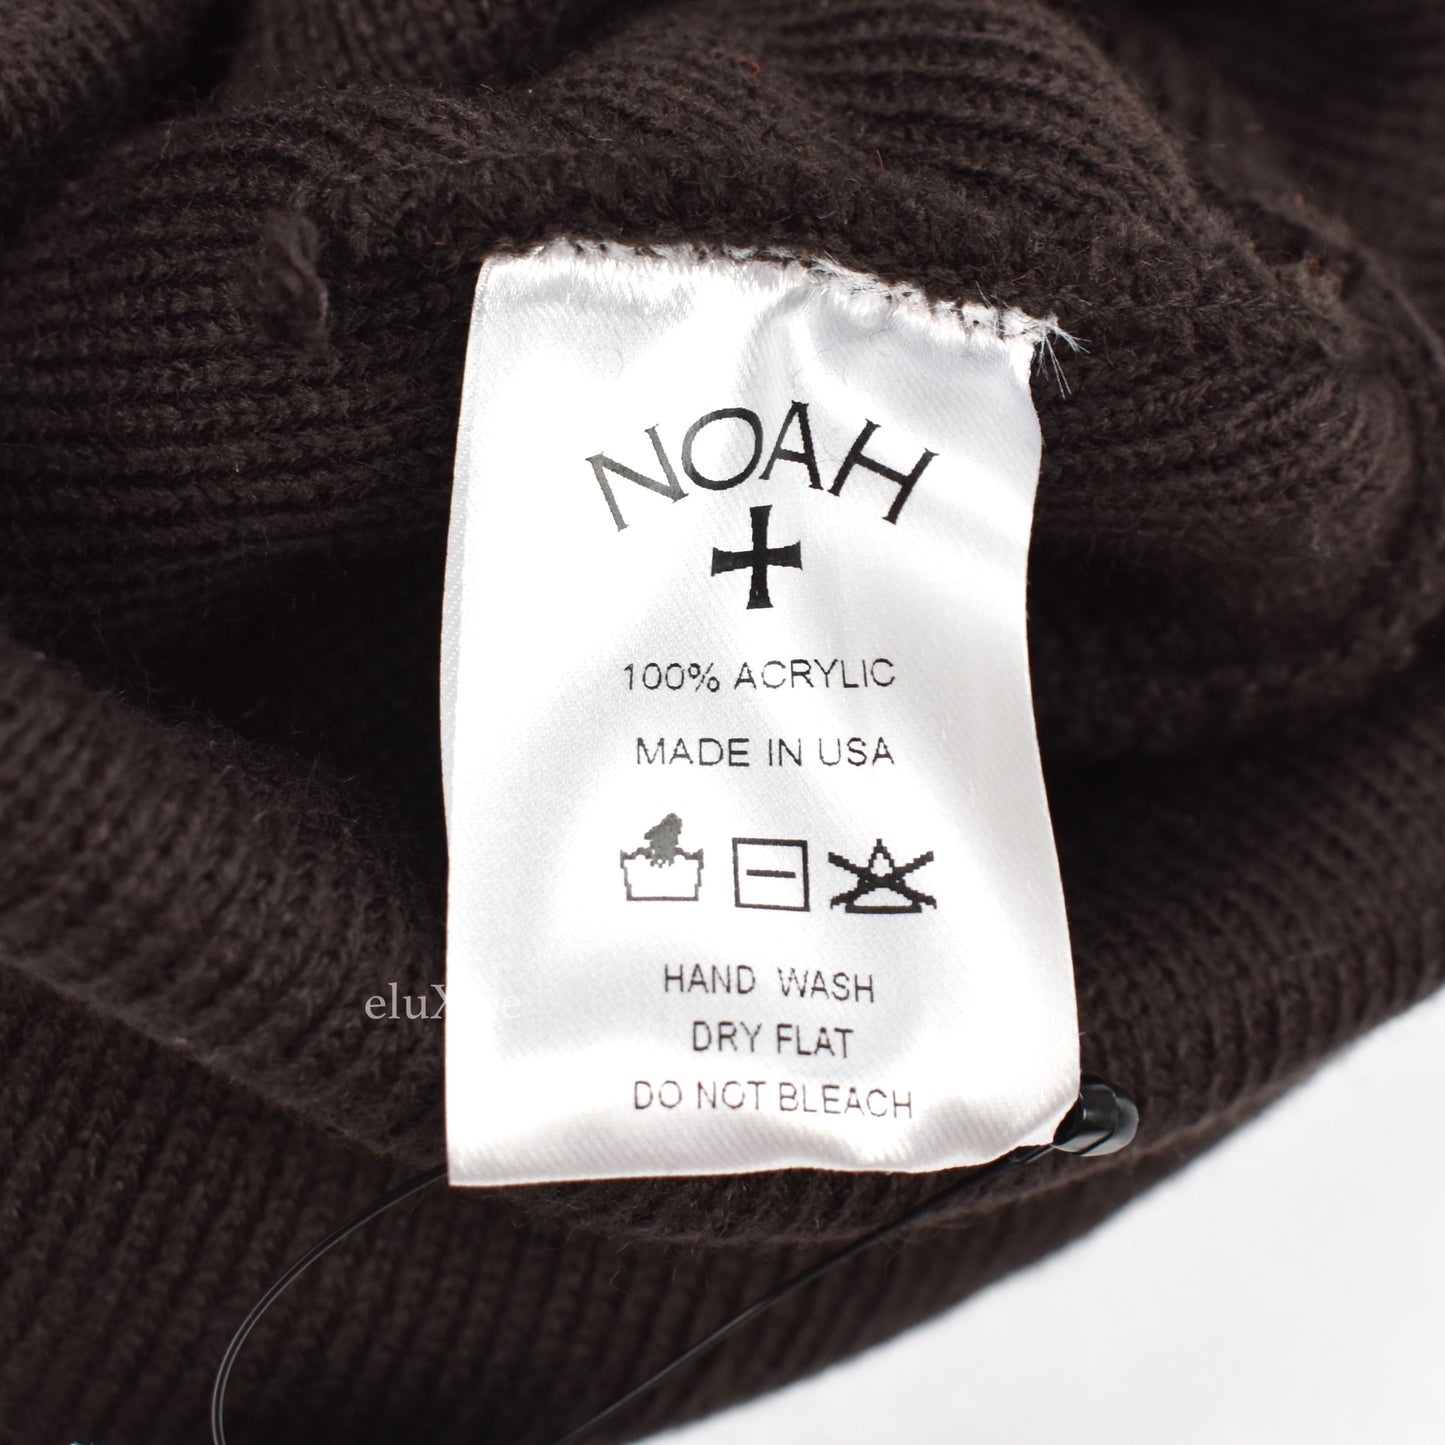 NOAH
100% ACRYLIC
MADE IN USA
HAND WASH
DRY FLAT
DO NOT BLEACH